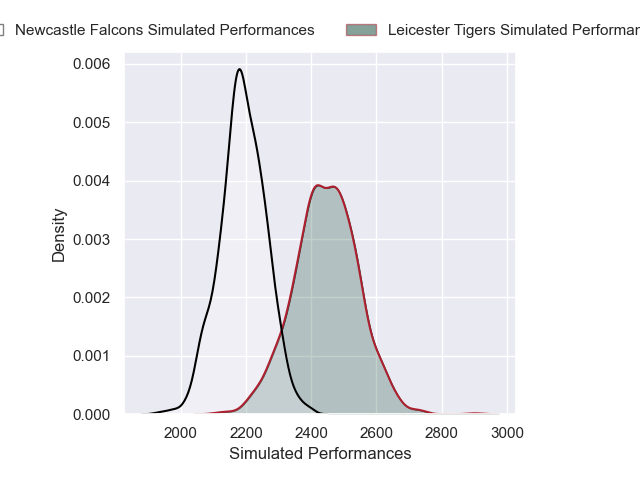 Newcastle Falcons Simulated Performances
Leicester Tigers Simulated Performan
0.006
0.005
0.004
0.003
0.002
0.001
0.000
Density
2000 2200 2400 2600 2800 3000
Simulated Performances